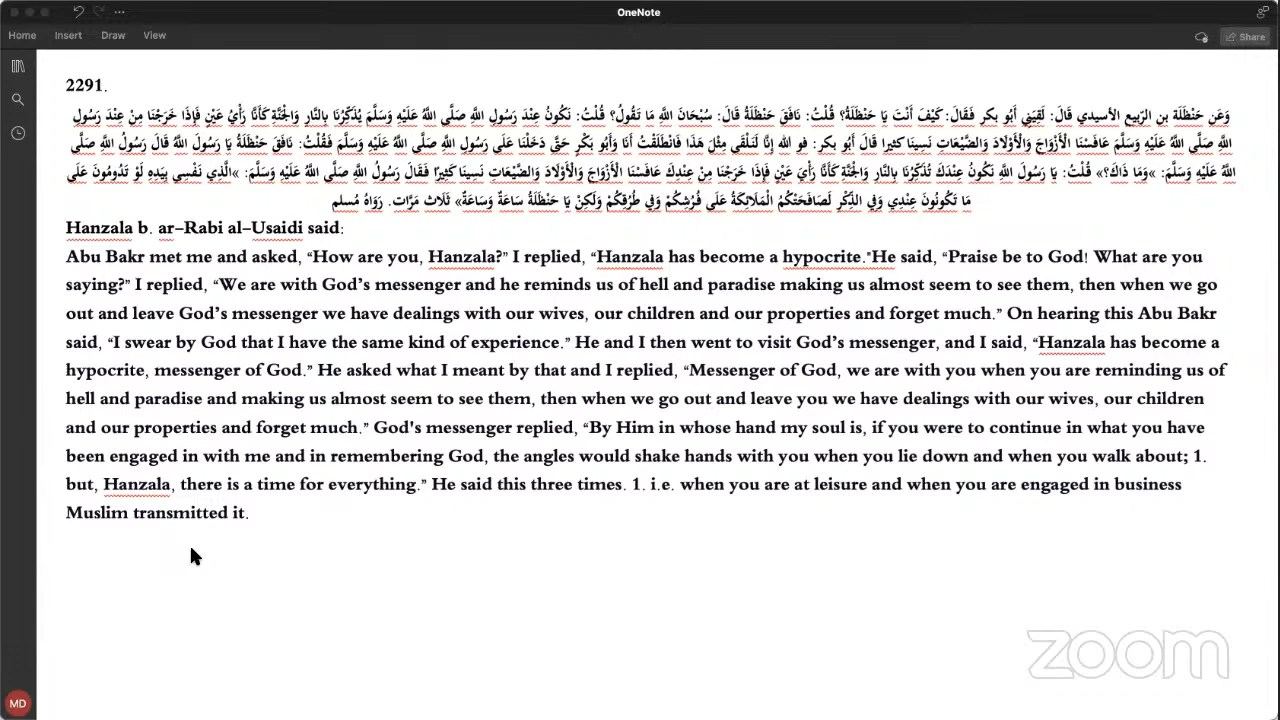 OneNote
Home Insert Draw View Share
2291.
وَعَن حَنْظَلَة بن الرّبيع الأسيدي قَالَ: لَقِيَنِي أَبُو بكر فَقَالَ: كَيْفَ أَنْتَ يَا حَنْظَلَةُ؟ قُلْتُ: نَافَقَ حَنْظَلَةُ قَالَ: سُبْحَانَ اللَّهِ مَا تَقُولُ؟ قُلْتُ: نَكُونُ عِنْدَ رَسُولِ اللَّهِ صَلَّى اللَّهُ عَلَيْهِ وَسَلَّمَ يُذَكِّرُنَا بِالنَّارِ وَالْجَنَّةِ كَأَنَّا رَأْيُ عَيْنٍ فَإِذَا خَرَجْنَا مِنْ عِنْدَ رَسُولِ
اللَّهِ صَلَّى اللَّهُ عَلَيْهِ وَسَلَّمَ عَافَسْنَا الْأَزْوَاجَ وَالْأَوْلَادَ وَالضَّيْعَاتِ نَسِينَا كثيرا قَالَ أَبُو بكر: فو الله إِنَّا لَنَلْقَى مِثْلَ هَذَا فَانْطَلَقْتُ أَنَا وَأَبُو بَكْرٍ حَتَّى دَخَلْنَا عَلَى رَسُولِ اللَّهِ صَلَّى اللَّهُ عَلَيْهِ وَسَلَّمَ فَقُلْتُ: نَافَقَ حَنْظَلَةُ يَا رَسُولَ اللَّهِ قَالَ رَسُولُ اللَّهِ صَلَّى
اللَّهُ عَلَيْهِ وَسَلَّمَ: «وَمَا ذَاكَ؟» قُلْتُ: يَا رَسُولَ اللَّهِ نَكُونُ عِنْدَكَ تُذَكِّرُنَا بِالنَّارِ وَالْجَنَّةِ كَأَنَّا رَأْيُ عَيْنٍ فَإِذَا خَرَجْنَا مِنْ عِنْدِكَ عَافَسْنَا الْأَزْوَاجَ وَالْأَوْلَادَ وَالضَّيْعَاتِ نَسِينَا كَثِيرًا فَقَالَ رَسُولُ اللَّهِ صَلَّى اللَّهُ عَلَيْهِ وَسَلَّمَ: «الَّذِي نَفْسِي بِيَدِهِ لَوْ تَدُومُونَ عَلَى
مَا تَكُونُونَ عِنْدِي وَفِي الذِّكْرِ لَصَافَحَتْكُمُ الْمَلَائِكَةُ عَلَى فُرُشِكُمْ وَفِي طُرُقِكُمْ وَلَكِنْ يَا حَنْظَلَةُ سَاعَةً وَسَاعَةً» ثَلَاث مَرَّات. رَوَاهُ مُسلم
Hanzala b. ar-Rabi al-Usaidi said:
Abu Bakr met me and asked, “How are you, Hanzala?” I replied, “Hanzala has become a hypocrite."He said, “Praise be to God! What are you
saying?” I replied, “We are with God’s messenger and he reminds us of hell and paradise making us almost seem to see them, then when we go
out and leave God’s messenger we have dealings with our wives, our children and our properties and forget much.” On hearing this Abu Bakr
said, “I swear by God that I have the same kind of experience.” He and I then went to visit God’s messenger, and I said, “Hanzala has become a
hypocrite, messenger of God.” He asked what I meant by that and I replied, “Messenger of God, we are with you when you are reminding us of
hell and paradise and making us almost seem to see them, then when we go out and leave you we have dealings with our wives, our children
and our properties and forget much.” God's messenger replied, “By Him in whose hand my soul is, if you were to continue in what you have
been engaged in with me and in remembering God, the angles would shake hands with you when you lie down and when you walk about; 1.
but, Hanzala, there is a time for everything.” He said this three times. 1. i.e. when you are at leisure and when you are engaged in business
Muslim transmitted it.
MD
zoom